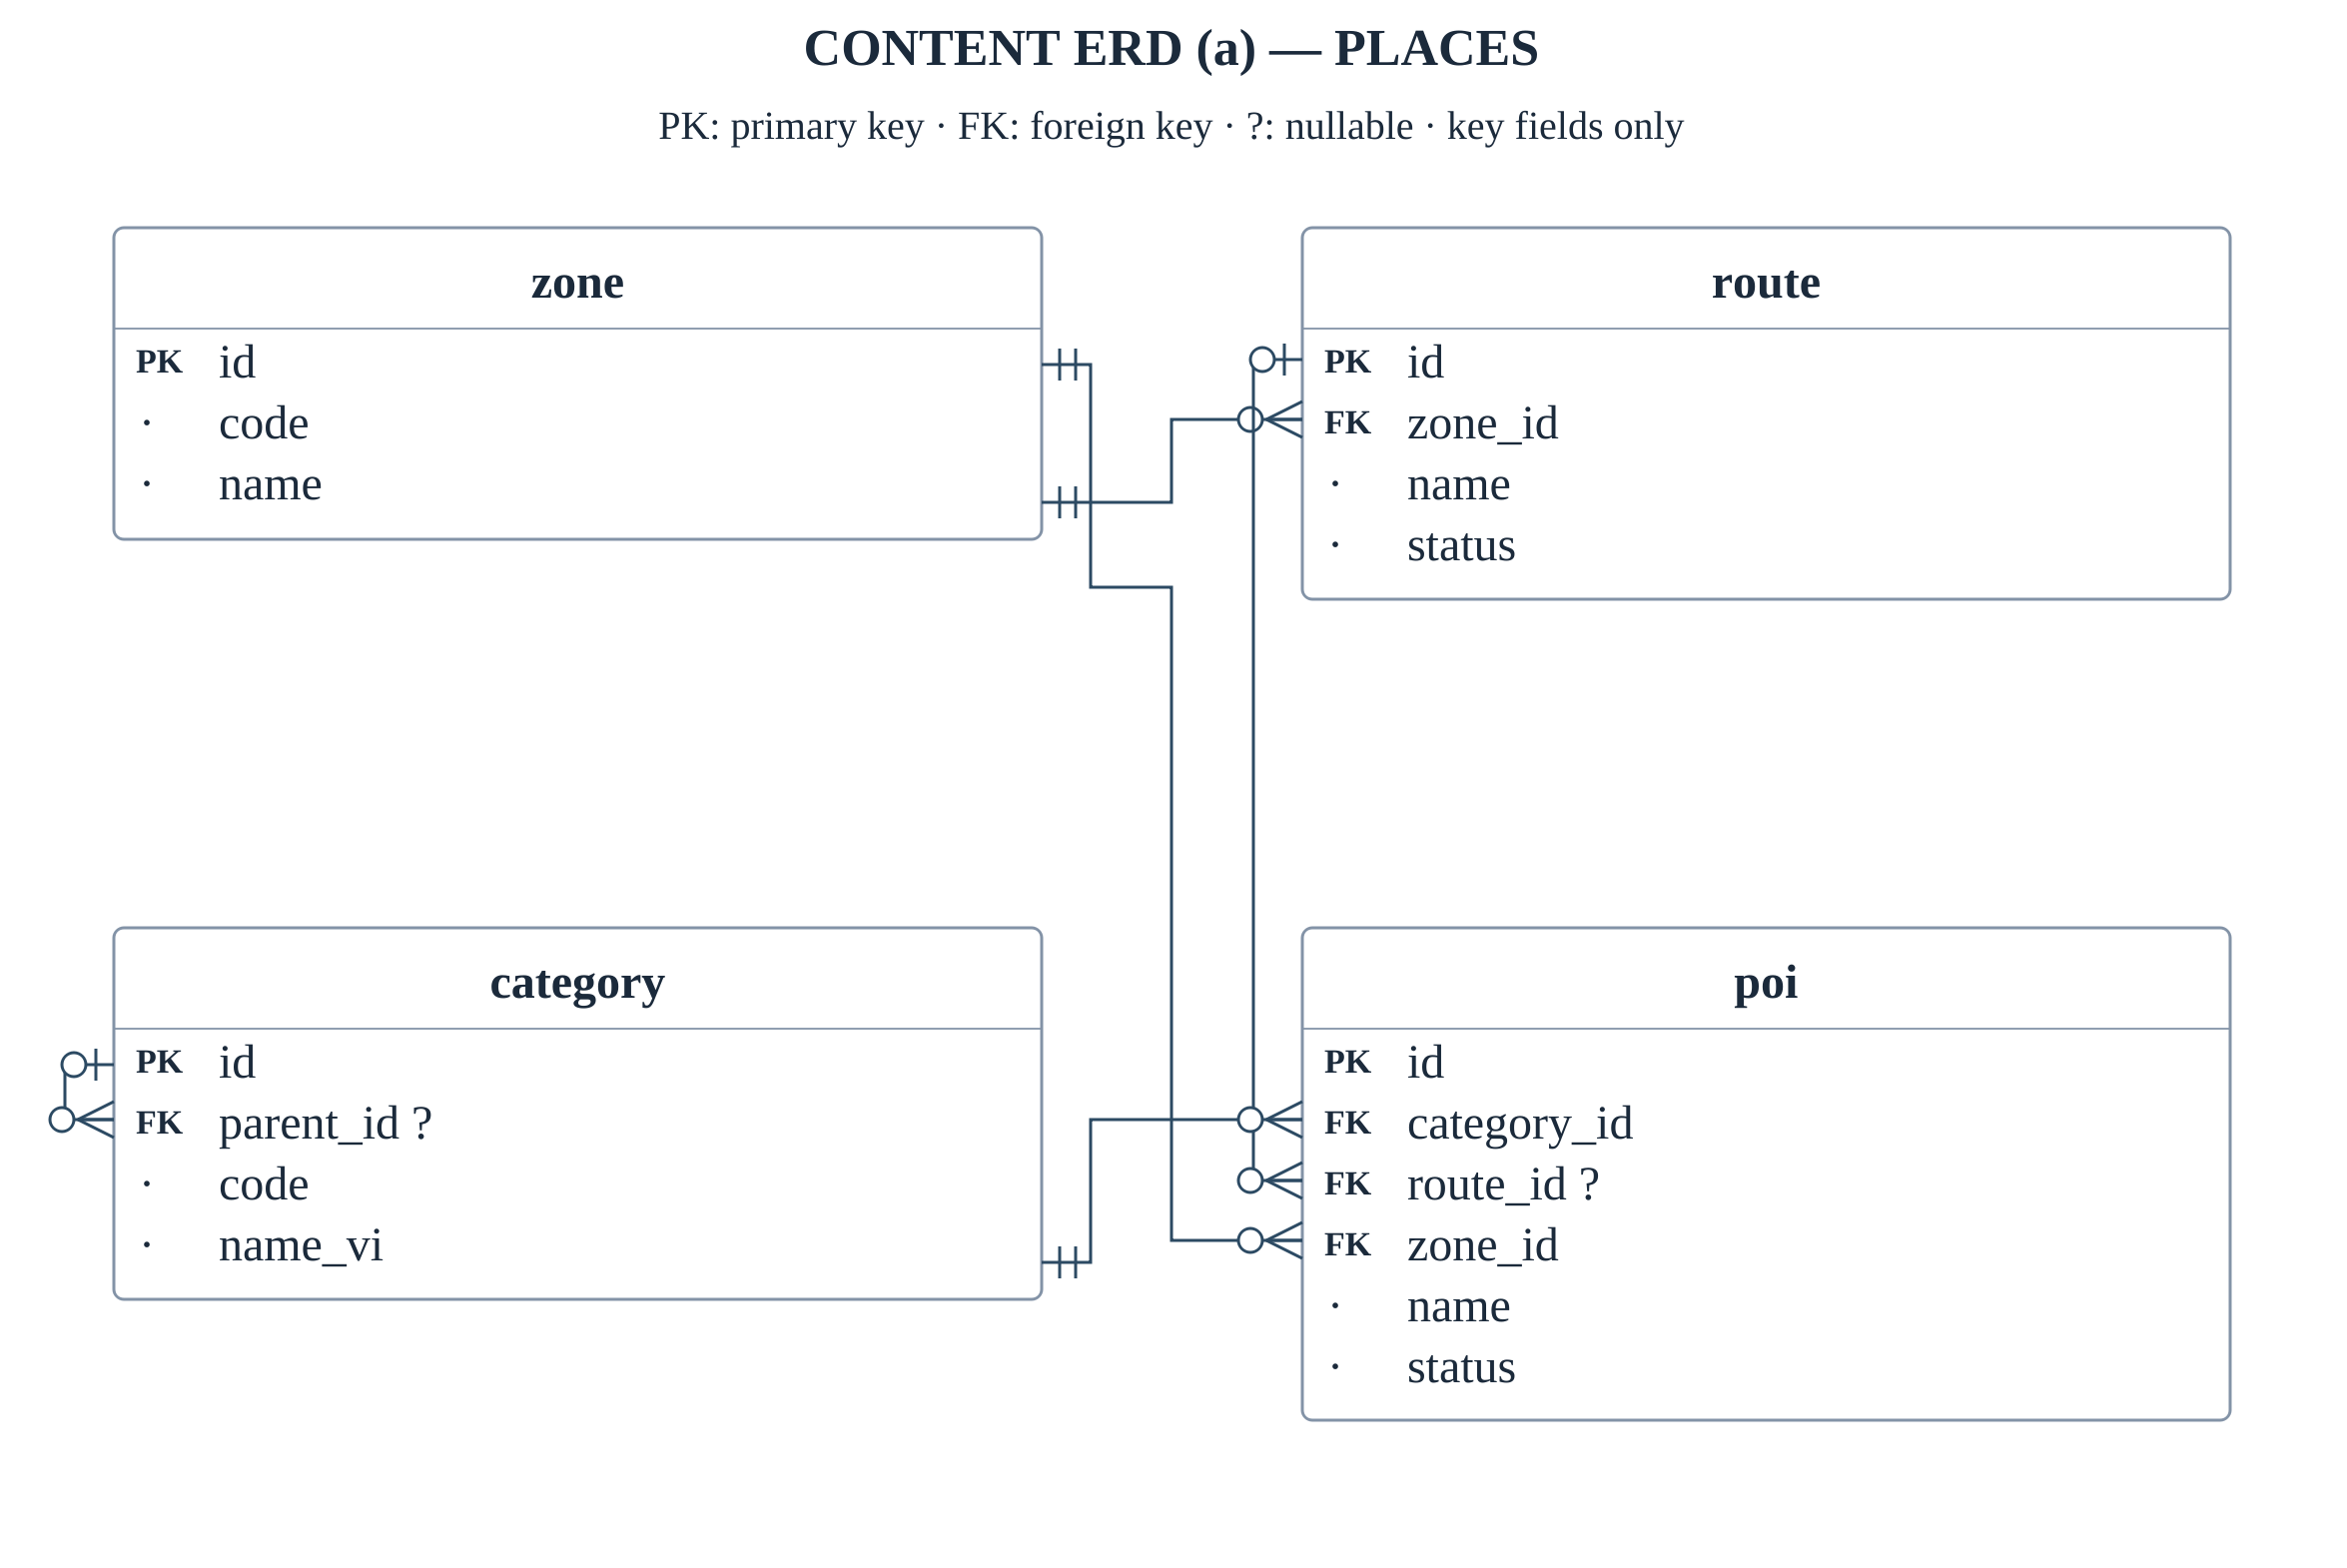 CONTENT ERD (a) — PLACES
PK: primary key · FK: foreign key · ?: nullable · key fields only
zone
PK id
· code
· name
route
PK id
FK zone_id
· name
· status
category
PK id
FK parent_id ?
· code
· name_vi
poi
PK id
FK category_id
FK route_id ?
FK zone_id
· name
· status